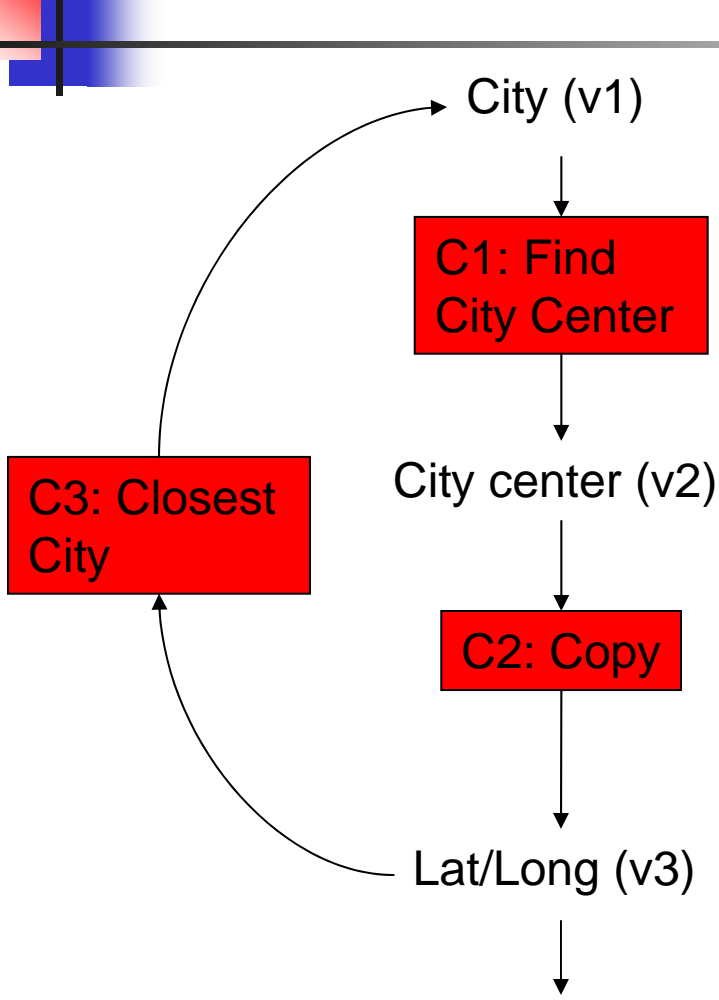 City (v1)
C1: Find
City Center
City center (v2)
C3: Closest
City
C2: Copy
Lat/Long (v3)